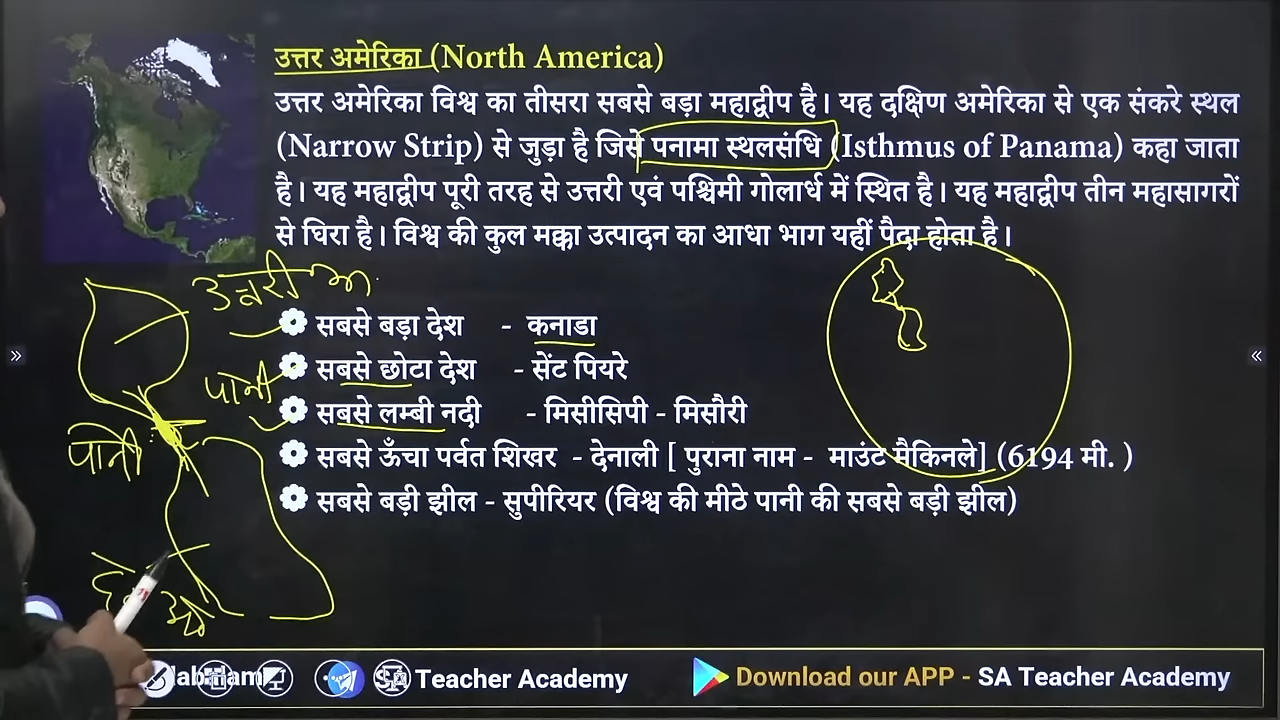 उत्तर अमेरिका (North America)
उत्तर अमेरिका विश्व का तीसरा सबसे बड़ा महाद्वीप है। यह दक्षिण अमेरिका से एक संकरे स्थल
(Narrow Strip) से जुड़ा है जिसे पनामा स्थलसंधि (Isthmus of Panama) कहा जाता
है। यह महाद्वीप पूरी तरह से उत्तरी एवं पश्चिमी गोलार्ध में स्थित है। यह महाद्वीप तीन महासागरों
से घिरा है। विश्व की कुल मक्का उत्पादन का आधा भाग यहीं पैदा होता है।
उत्तरी अ
सबसे बड़ा देश - कनाडा
सबसे छोटा देश - सेंट पियरे
पानी
सबसे लम्बी नदी - मिसीसिपी - मिसौरी
पानी
सबसे ऊँचा पर्वत शिखर - देनाली [ पुराना नाम - माउंट मैकिनले] (6194 मी. )
सबसे बड़ी झील - सुपीरियर (विश्व की मीठे पानी की सबसे बड़ी झील)
Teacher Academy
Download our APP - SA Teacher Academy